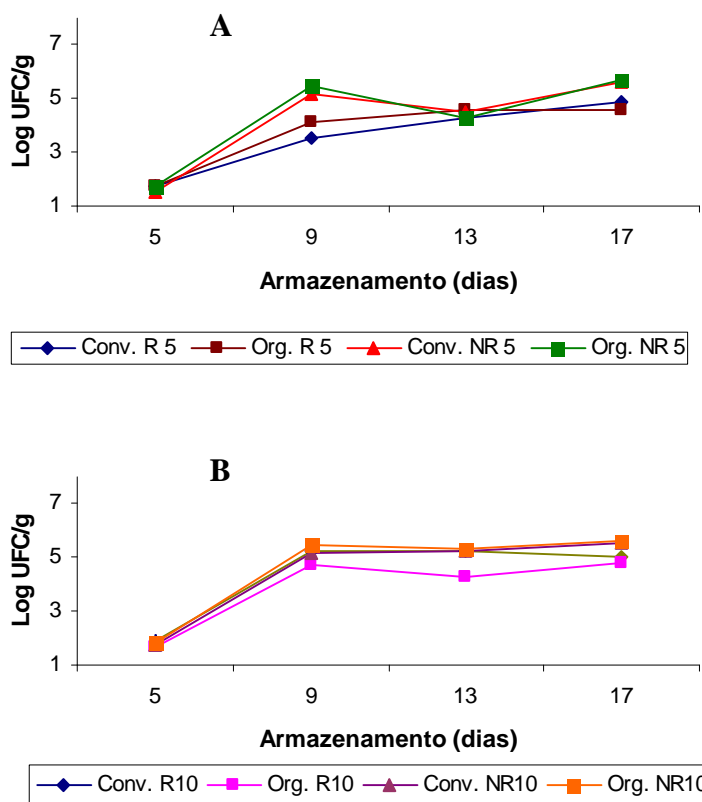 A
Log UFC/g
7
5
3
1
5 9 13 17
Armazenamento (dias)
Conv. R 5 Org. R 5 Conv. NR 5 Org. NR 5
B
Log UFC/g
7
5
3
1
5 9 13 17
Armazenamento (dias)
Conv. R10 Org. R10 Conv. NR10 Org. NR10